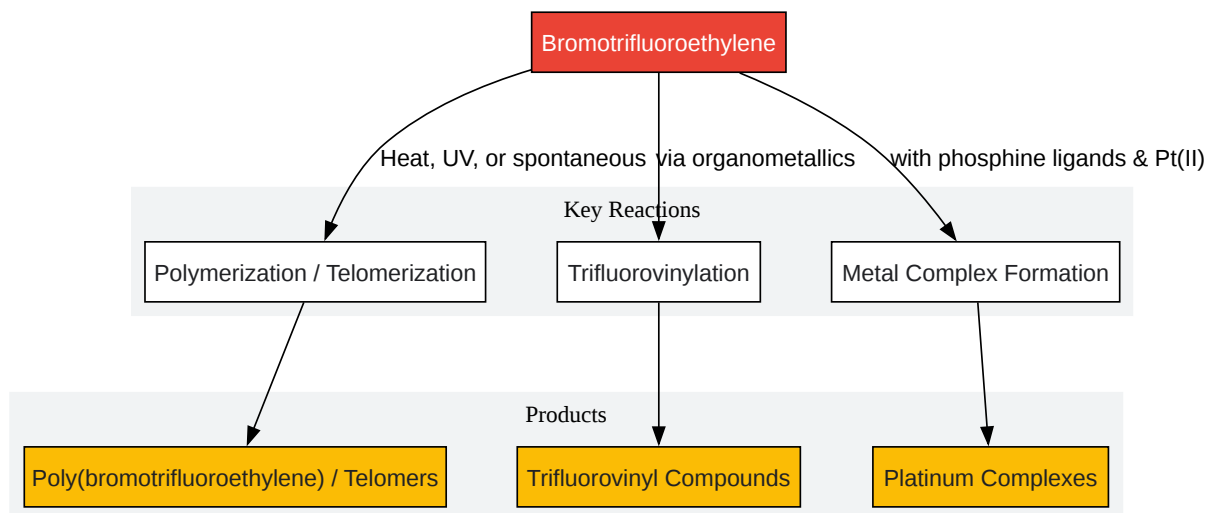 Bromotrifluoroethylene
Heat, UV, or spontaneous
via organometallics
with phosphine ligands & Pt(II)
Key Reactions
Polymerization / Telomerization
Trifluorovinylation
Metal Complex Formation
Products
Poly(bromotrifluoroethylene) / Telomers
Trifluorovinyl Compounds
Platinum Complexes